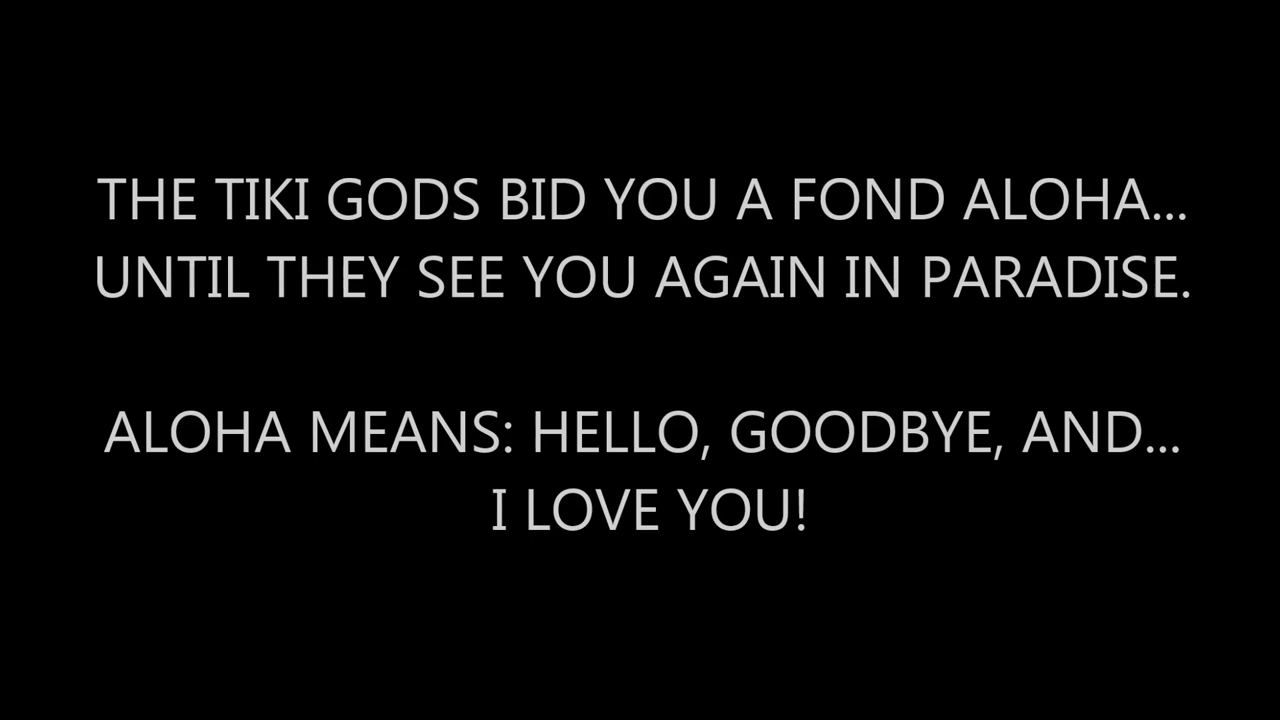 THE TIKI GODS BID YOU A FOND ALOHA...
UNTIL THEY SEE YOU AGAIN IN PARADISE.
ALOHA MEANS: HELLO, GOODBYE, AND...
I LOVE YOU!